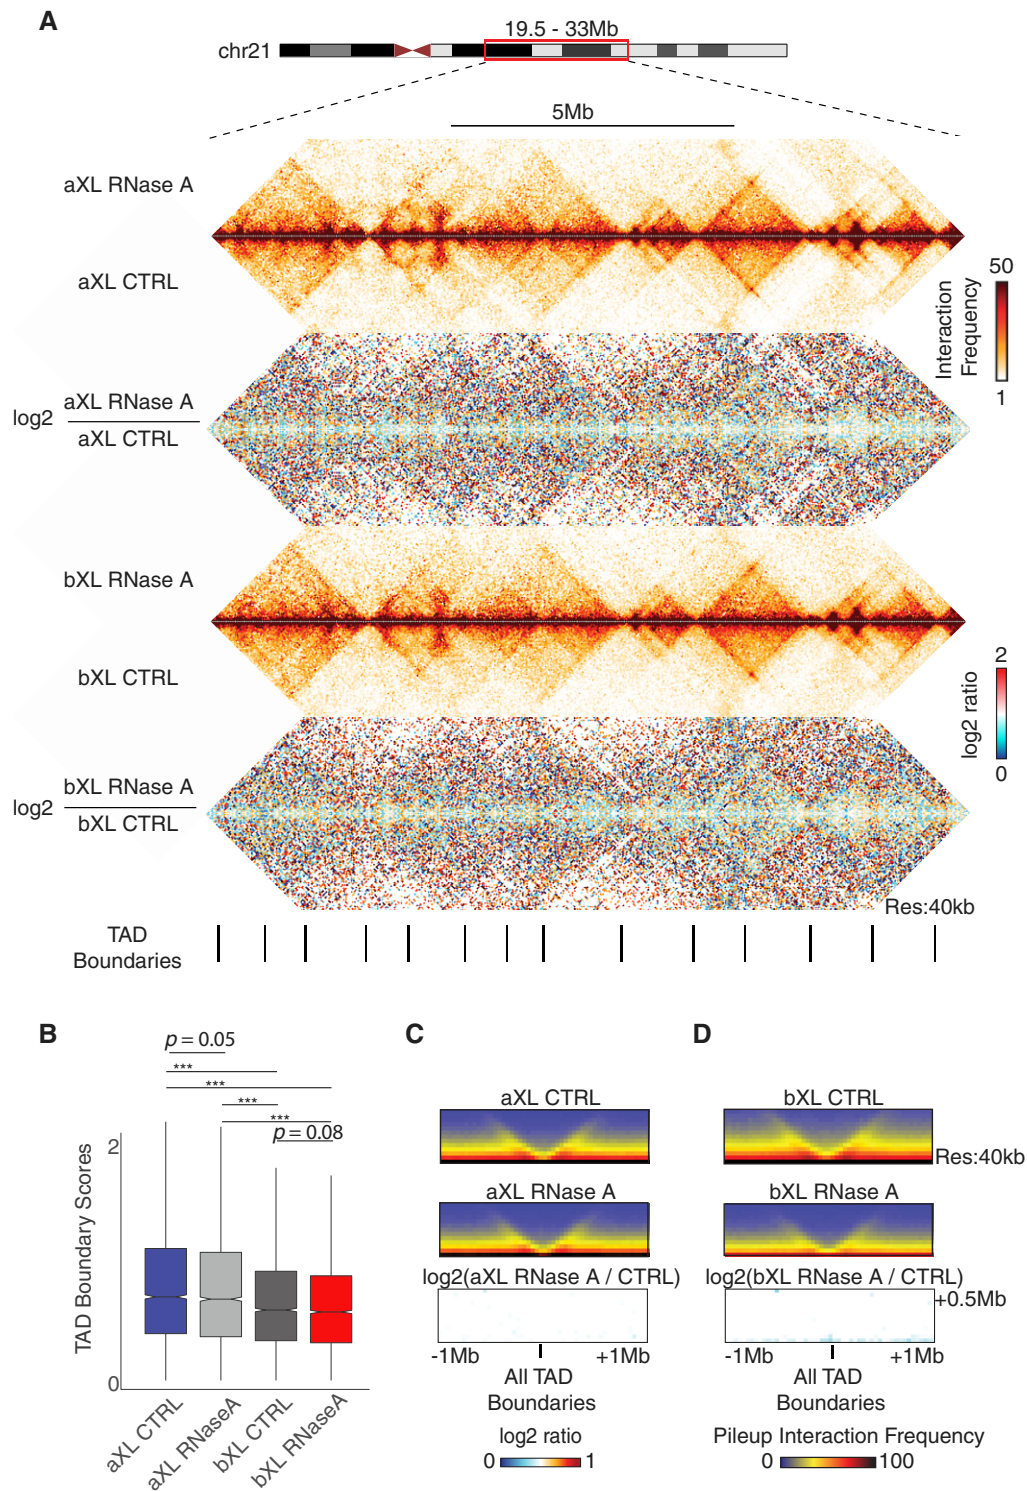 A
19.5 - 33Mb
chr21
5Mb
aXL RNase A
aXL CTRL
50
Interaction
Frequency
1
log2
aXL RNase A
aXL CTRL
bXL RNase A
bXL CTRL
2
log2 ratio
0
log2
bXL RNase A
bXL CTRL
Res:40kb
TAD
Boundaries
B
p = 0.05
***
***
***
***
p = 0.08
TAD Boundary Scores
2
0
aXL CTRL
aXL RNaseA
bXL CTRL
bXL RNaseA
C
aXL CTRL
aXL RNase A
log2(aXL RNase A / CTRL)
-1Mb
+1Mb
All TAD
Boundaries
log2 ratio
0
1
D
bXL CTRL
Res:40kb
bXL RNase A
log2(bXL RNase A / CTRL)
+0.5Mb
-1Mb
+1Mb
All TAD
Boundaries
Pileup Interaction Frequency
0
100